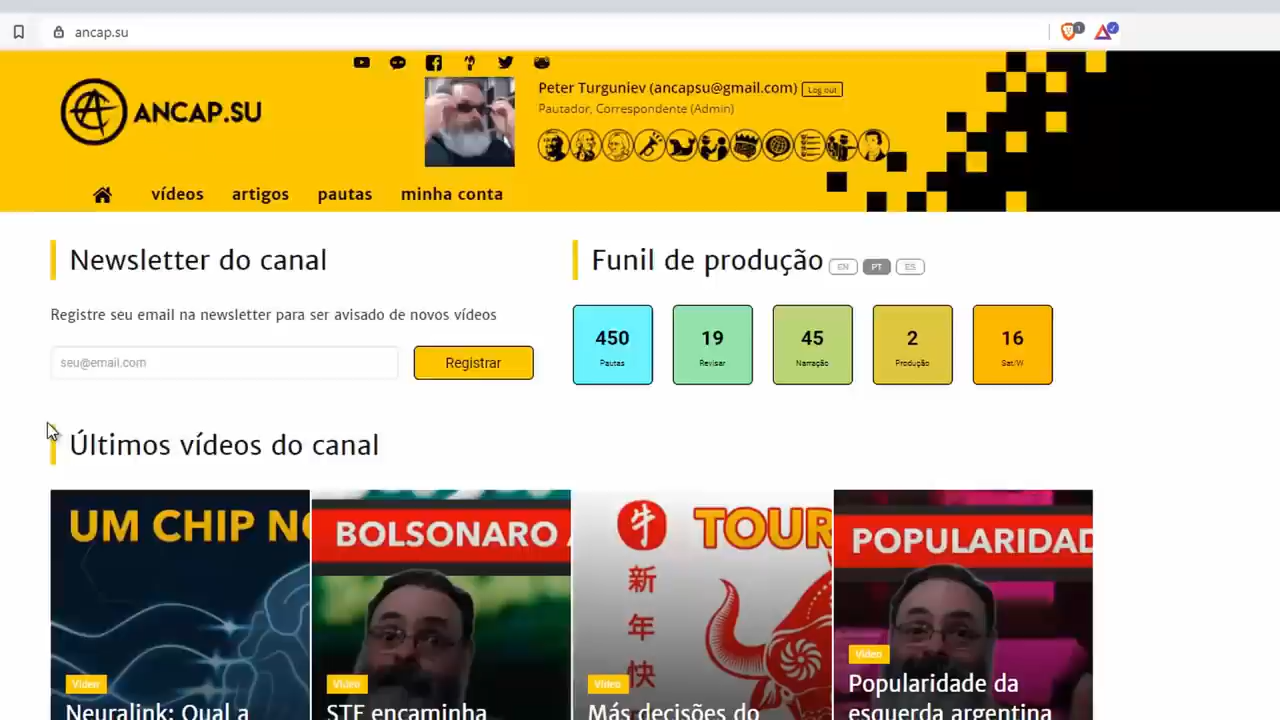 ancap.su
1
ANCAP.SU
Peter Turguniev (ancapsu@gmail.com) Log out
Pautador, Correspondente (Admin)
vídeos artigos pautas minha conta
Newsletter do canal
Registre seu email na newsletter para ser avisado de novos vídeos
seu@email.com Registrar
Funil de produção EN PT ES
450 19 45 2 16
Pautas Revisar Narração Produção Sat/W
Últimos vídeos do canal
UM CHIP N
BOLSONARO
牛
新
年
快
TOUR
POPULARIDAD
Vídeo
Neuralink: Qual a
Vídeo
STF encaminha
Vídeo
Más decisões do
Vídeo
Popularidade da
esquerda argentina